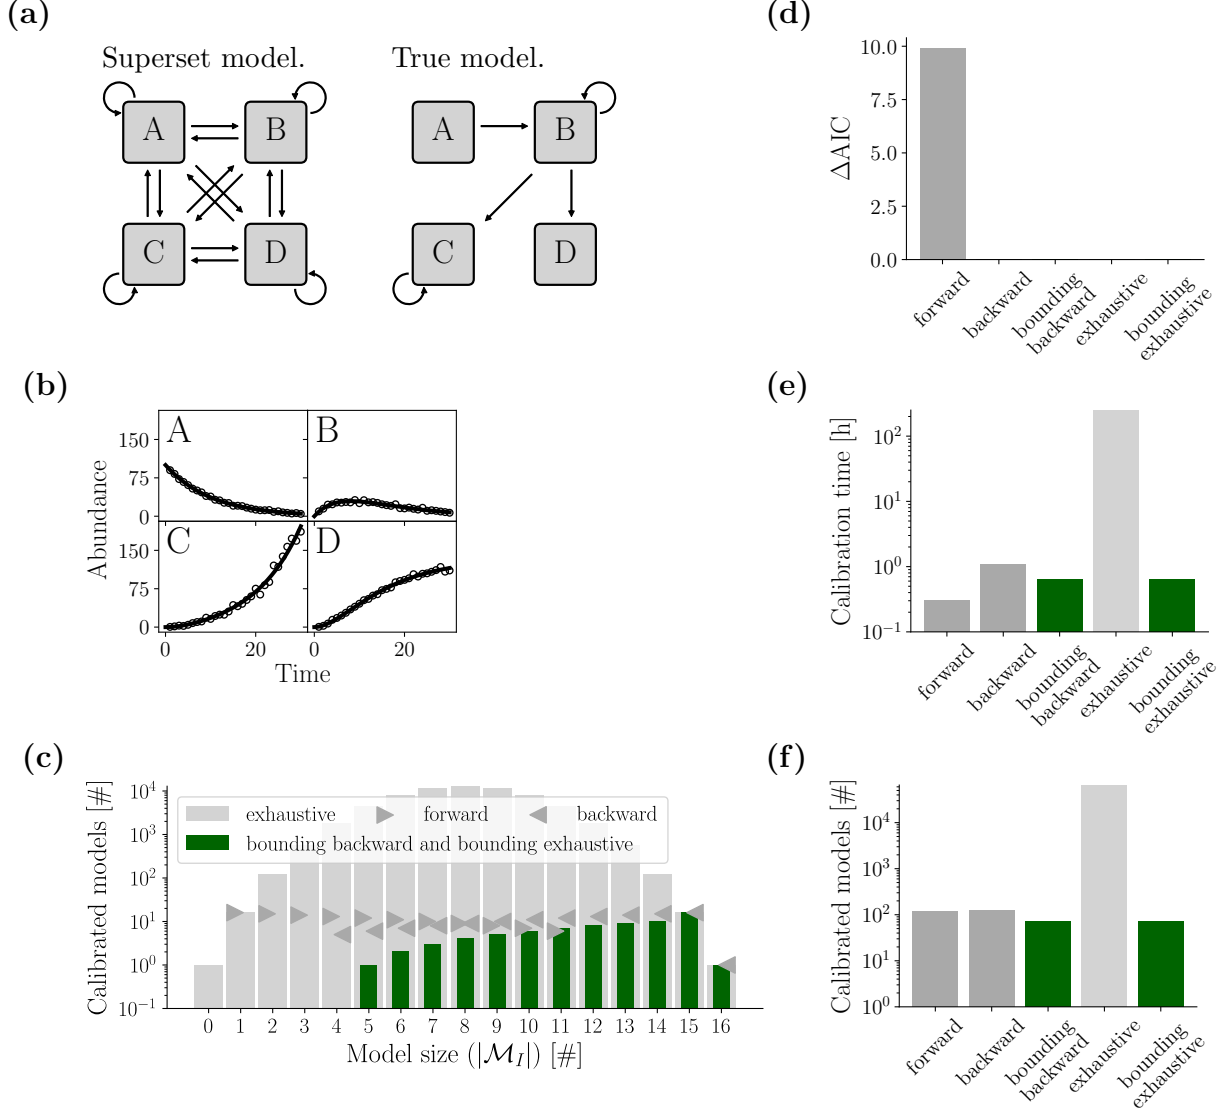 (a)
Superset model.
True model.
A
B
C
D
A
B
C
D
(b)
Abundance
150
75
0
150
75
0
A
B
C
D
0
20
0
20
Time
(c)
Calibrated models [#]
10^4
10^3
10^2
10^1
10^0
10^−1
exhaustive
forward
backward
bounding backward and bounding exhaustive
0 1 2 3 4 5 6 7 8 9 10 11 12 13 14 15 16
Model size (|𝓜_I|) [#]
(d)
ΔAIC
10.0
7.5
5.0
2.5
0.0
forward
backward
bounding
backward
exhaustive
bounding
exhaustive
(e)
Calibration time [h]
10^2
10^1
10^0
10^−1
forward
backward
bounding
backward
exhaustive
bounding
exhaustive
(f)
Calibrated models [#]
10^4
10^3
10^2
10^1
10^0
forward
backward
bounding
backward
exhaustive
bounding
exhaustive